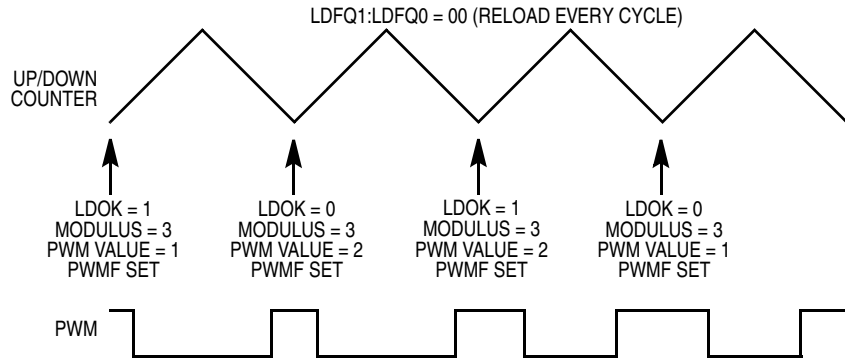 LDFQ1:LDFQ0 = 00 (RELOAD EVERY CYCLE)
UP/DOWN
COUNTER
LDOK = 1
MODULUS = 3
PWM VALUE = 1
PWMF SET
LDOK = 0
MODULUS = 3
PWM VALUE = 2
PWMF SET
LDOK = 1
MODULUS = 3
PWM VALUE = 2
PWMF SET
LDOK = 0
MODULUS = 3
PWM VALUE = 1
PWMF SET
PWM